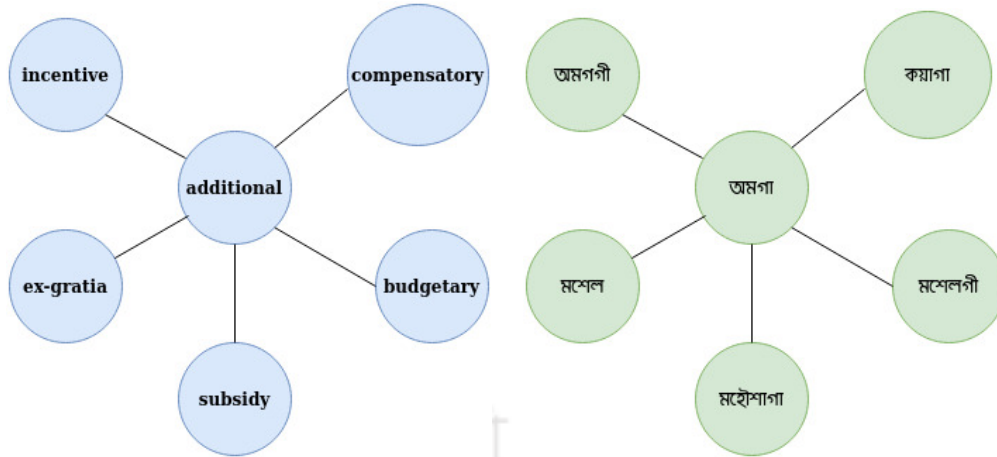 incentive
compensatory
additional
ex-gratia
budgetary
subsidy
অমগগী
কয়াগা
অমগা
মশেল
মশেলগী
মহৌশাগা